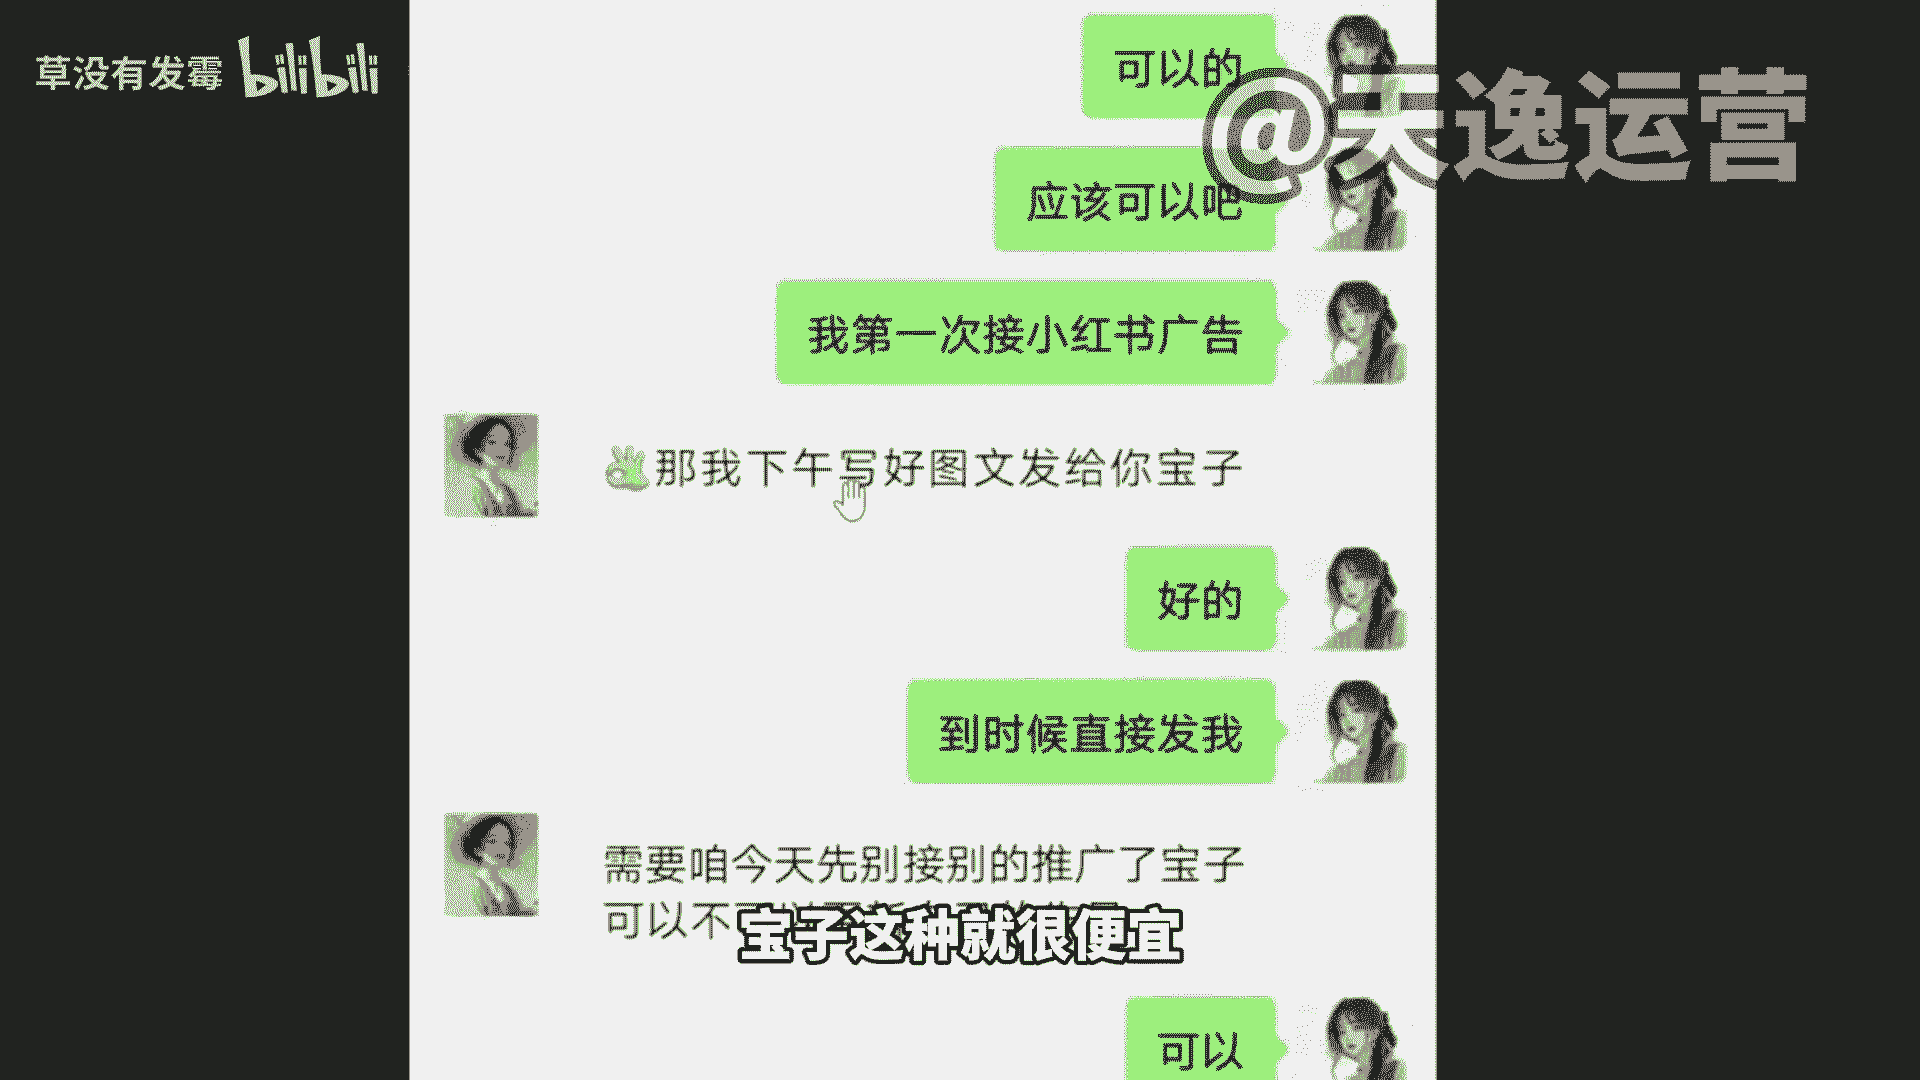 草没有发霉 bilibili
可以的
@天逸运营
应该可以吧
我第一次接小红书广告
👌那我下午写好图文发给你宝子
好的
到时候直接发我
需要咱今天先别接别的推广了宝子
可以不
宝子这种就很便宜
可以